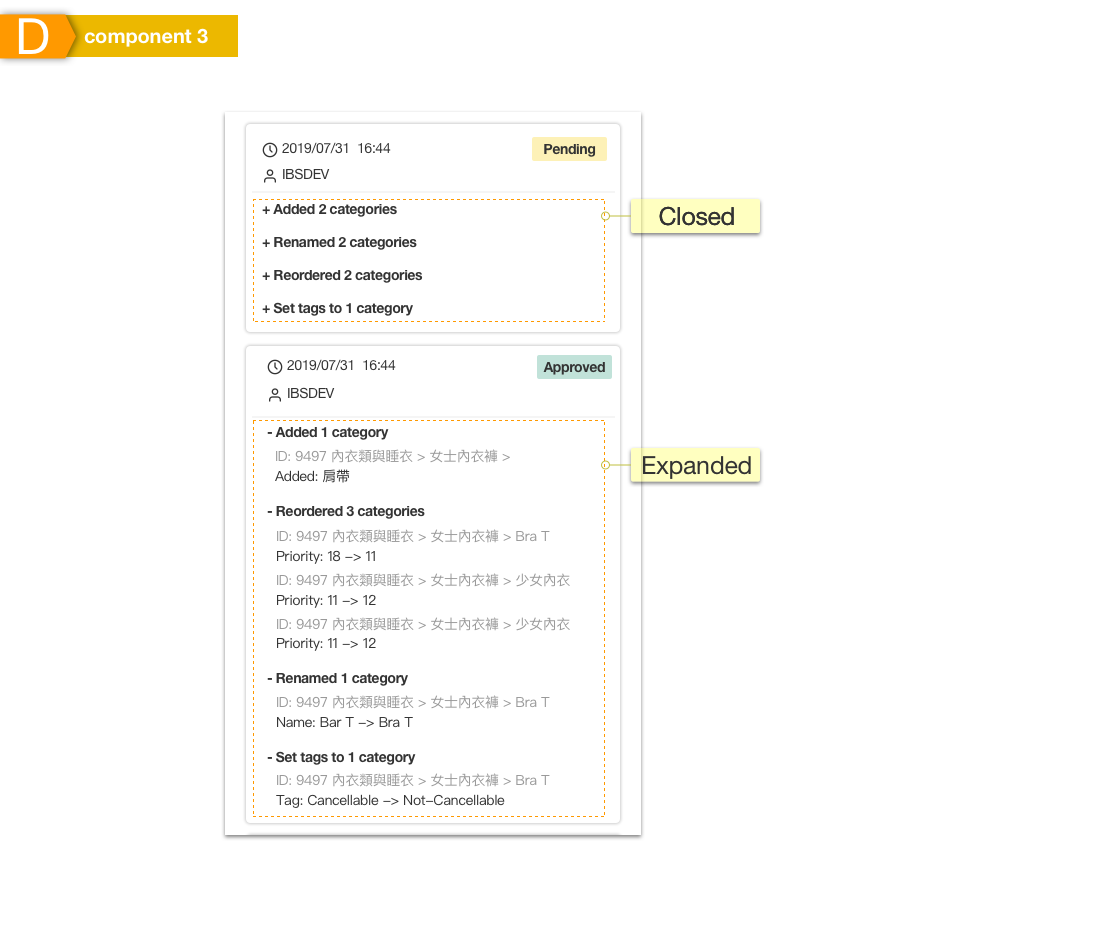 D component 3
2019/07/31 16:44 Pending
IBSDEV
+ Added 2 categories
Closed
+ Renamed 2 categories
+ Reordered 2 categories
+ Set tags to 1 category
2019/07/31 16:44 Approved
IBSDEV
- Added 1 category
ID: 9497 內衣類與睡衣 > 女士內衣褲 >
Expanded
Added: 肩帶
- Reordered 3 categories
ID: 9497 內衣類與睡衣 > 女士內衣褲 > Bra T
Priority: 18 -> 11
ID: 9497 內衣類與睡衣 > 女士內衣褲 > 少女內衣
Priority: 11 -> 12
ID: 9497 內衣類與睡衣 > 女士內衣褲 > 少女內衣
Priority: 11 -> 12
- Renamed 1 category
ID: 9497 內衣類與睡衣 > 女士內衣褲 > Bra T
Name: Bar T -> Bra T
- Set tags to 1 category
ID: 9497 內衣類與睡衣 > 女士內衣褲 > Bra T
Tag: Cancellable -> Not-Cancellable